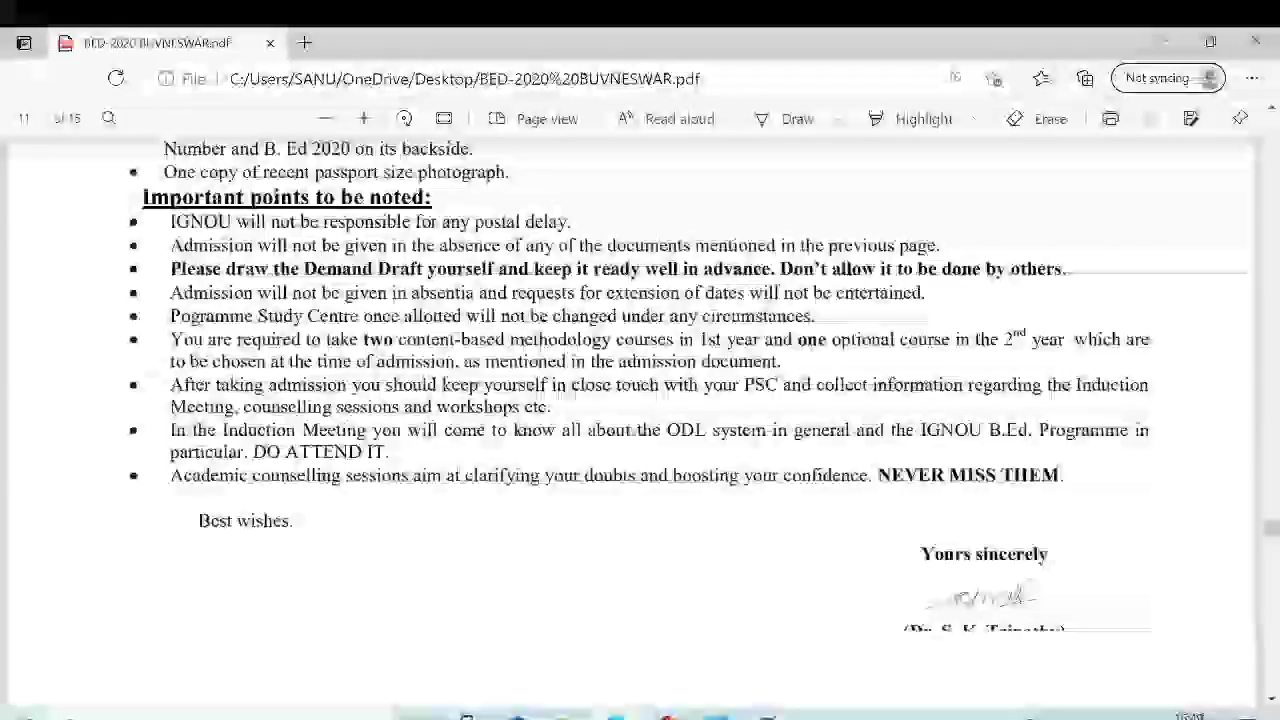 BED-2020 BUVNESWAR.pdf
File C:/Users/SANU/OneDrive/Desktop/BED-2020%20BUVNESWAR.pdf Not syncing
11 of 15 Page view Read aloud Draw Highlight Erase
Number and B. Ed 2020 on its backside.
• One copy of recent passport size photograph.
Important points to be noted:
• IGNOU will not be responsible for any postal delay.
• Admission will not be given in the absence of any of the documents mentioned in the previous page.
• Please draw the Demand Draft yourself and keep it ready well in advance. Don't allow it to be done by others.
• Admission will not be given in absentia and requests for extension of dates will not be entertained.
• Pogramme Study Centre once allotted will not be changed under any circumstances.
• You are required to take two content-based methodology courses in 1st year and one optional course in the 2nd year which are
to be chosen at the time of admission, as mentioned in the admission document.
• After taking admission you should keep yourself in close touch with your PSC and collect information regarding the Induction
Meeting, counselling sessions and workshops etc.
• In the Induction Meeting you will come to know all about the ODL system in general and the IGNOU B.Ed. Programme in
particular. DO ATTEND IT.
• Academic counselling sessions aim at clarifying your doubts and boosting your confidence. NEVER MISS THEM.
Best wishes.
Yours sincerely